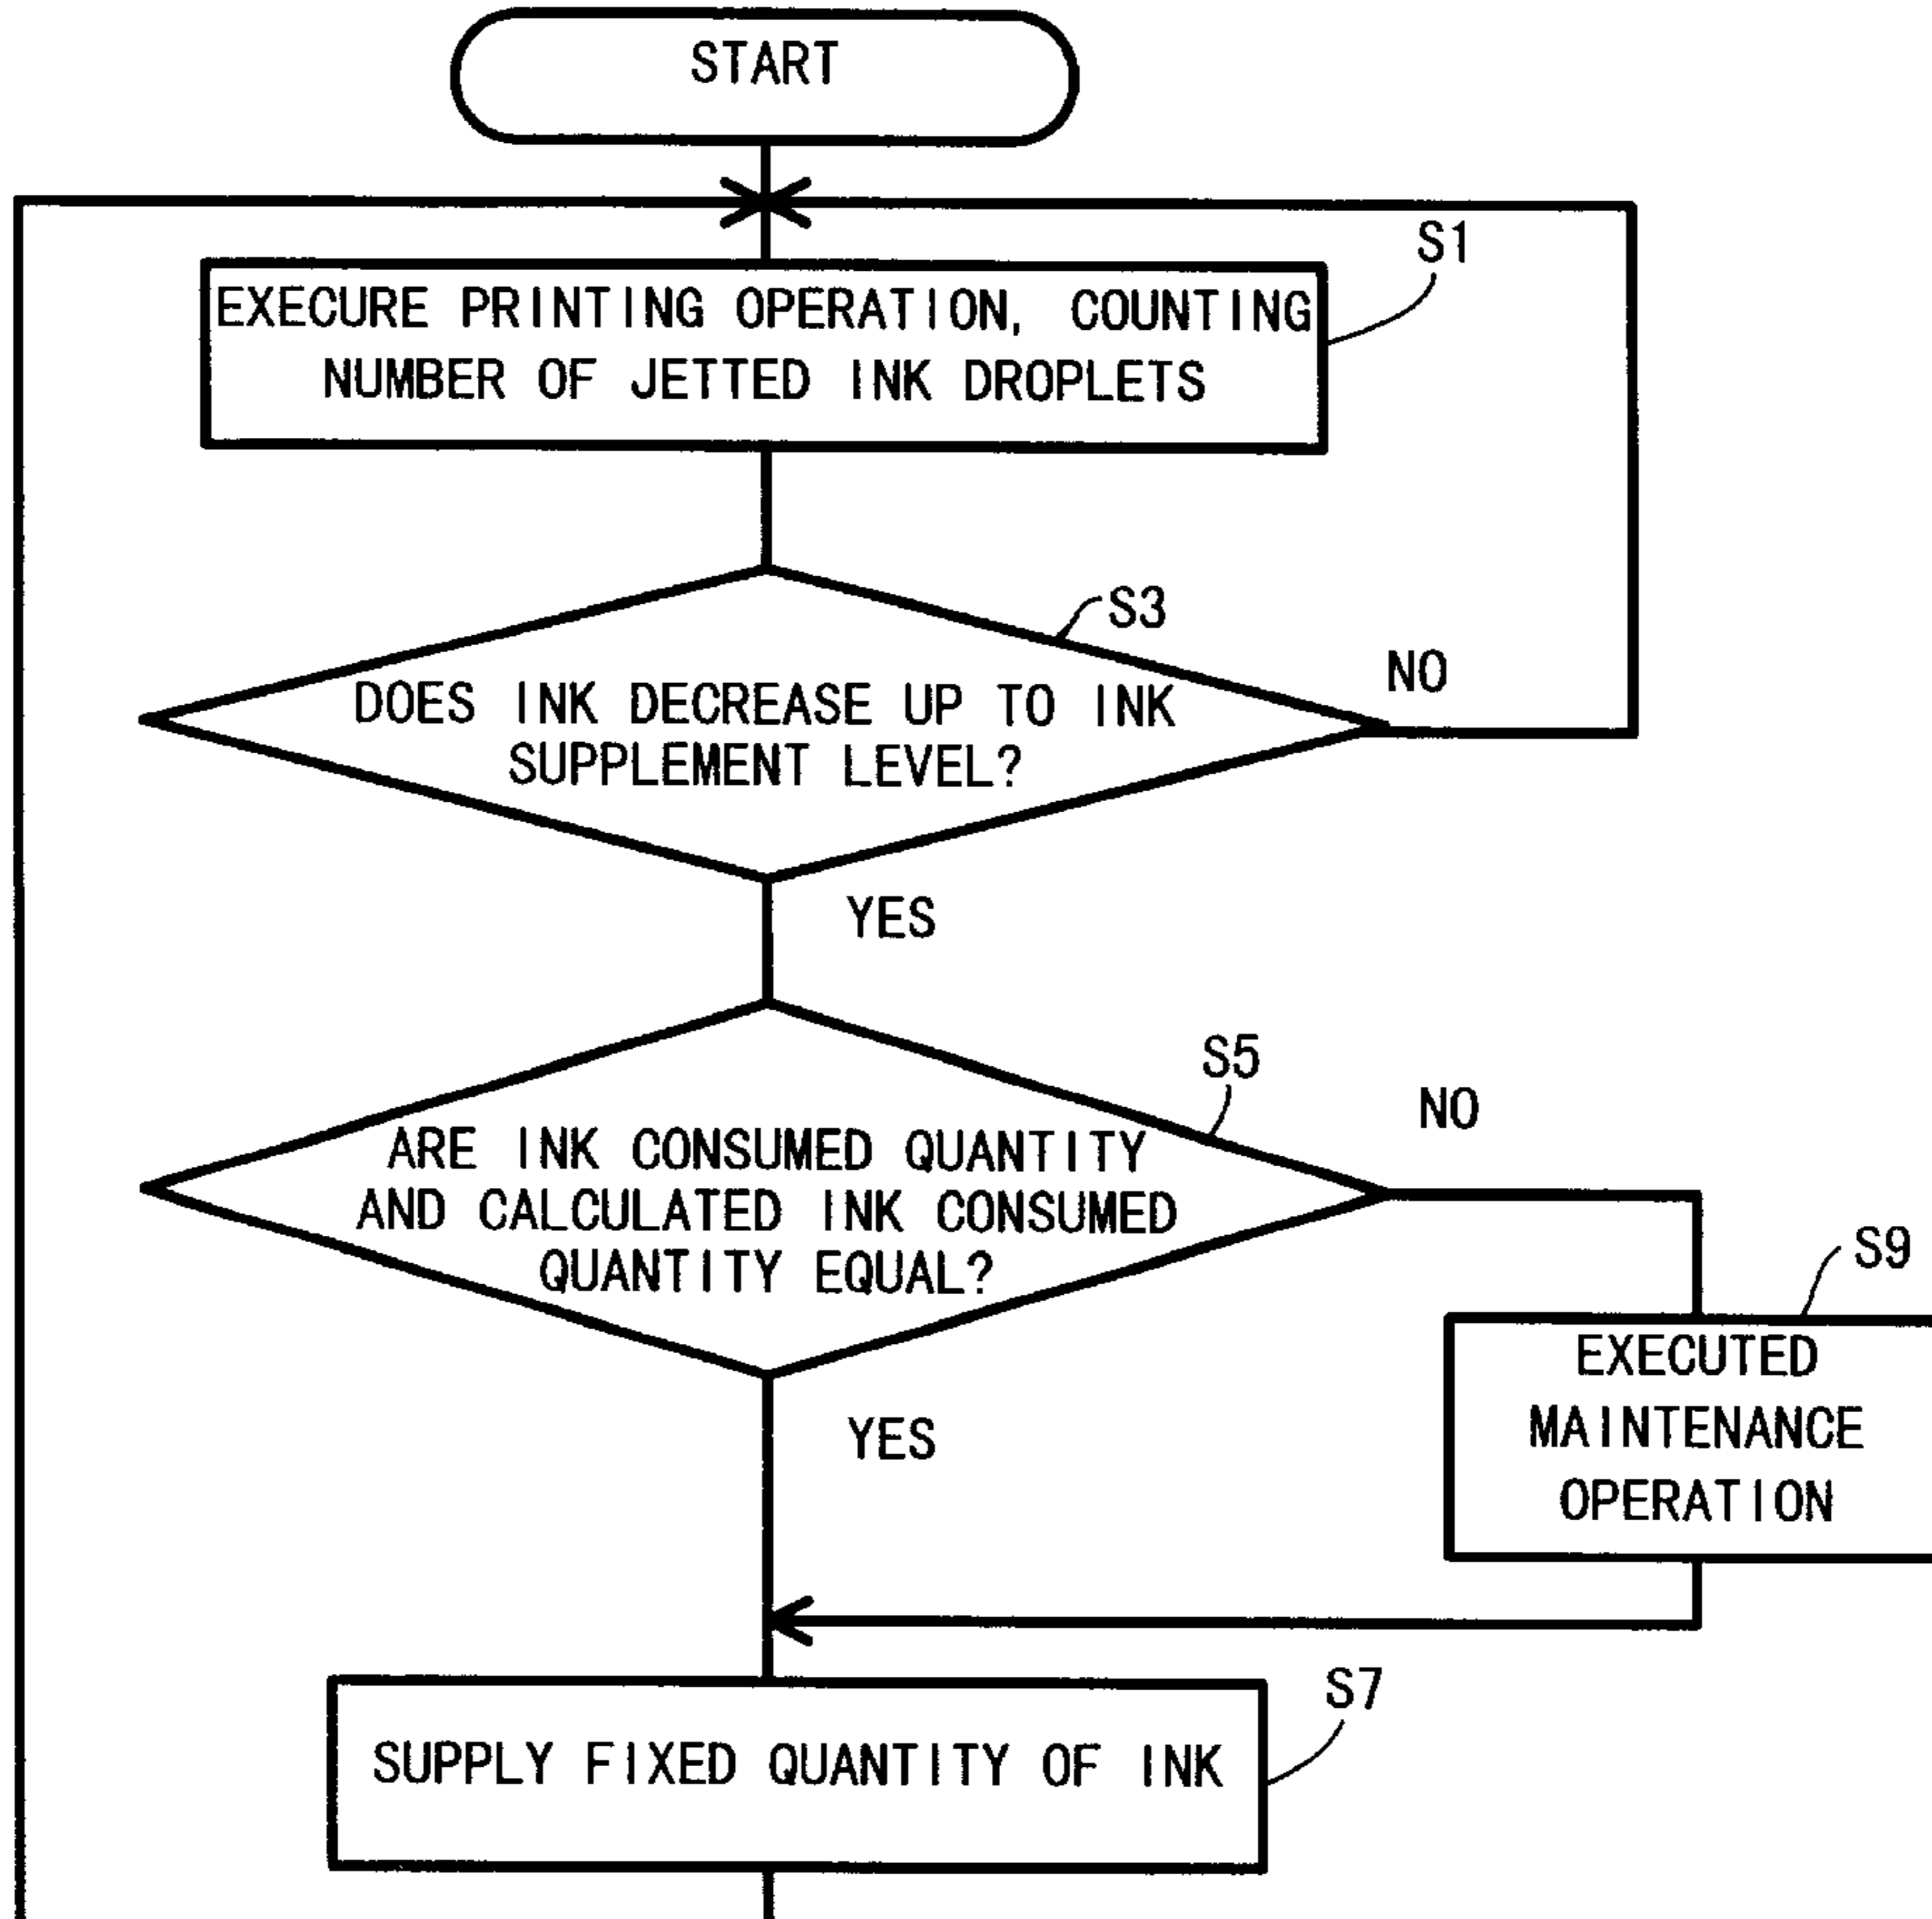 START
S1
EXECURE PRINTING OPERATION, COUNTING
NUMBER OF JETTED INK DROPLETS
S3
NO
DOES INK DECREASE UP TO INK
SUPPLEMENT LEVEL?
YES
S5
NO
ARE INK CONSUMED QUANTITY
AND CALCULATED INK CONSUMED
QUANTITY EQUAL?
S9
EXECUTED
MAINTENANCE
OPERATION
YES
S7
SUPPLY FIXED QUANTITY OF INK